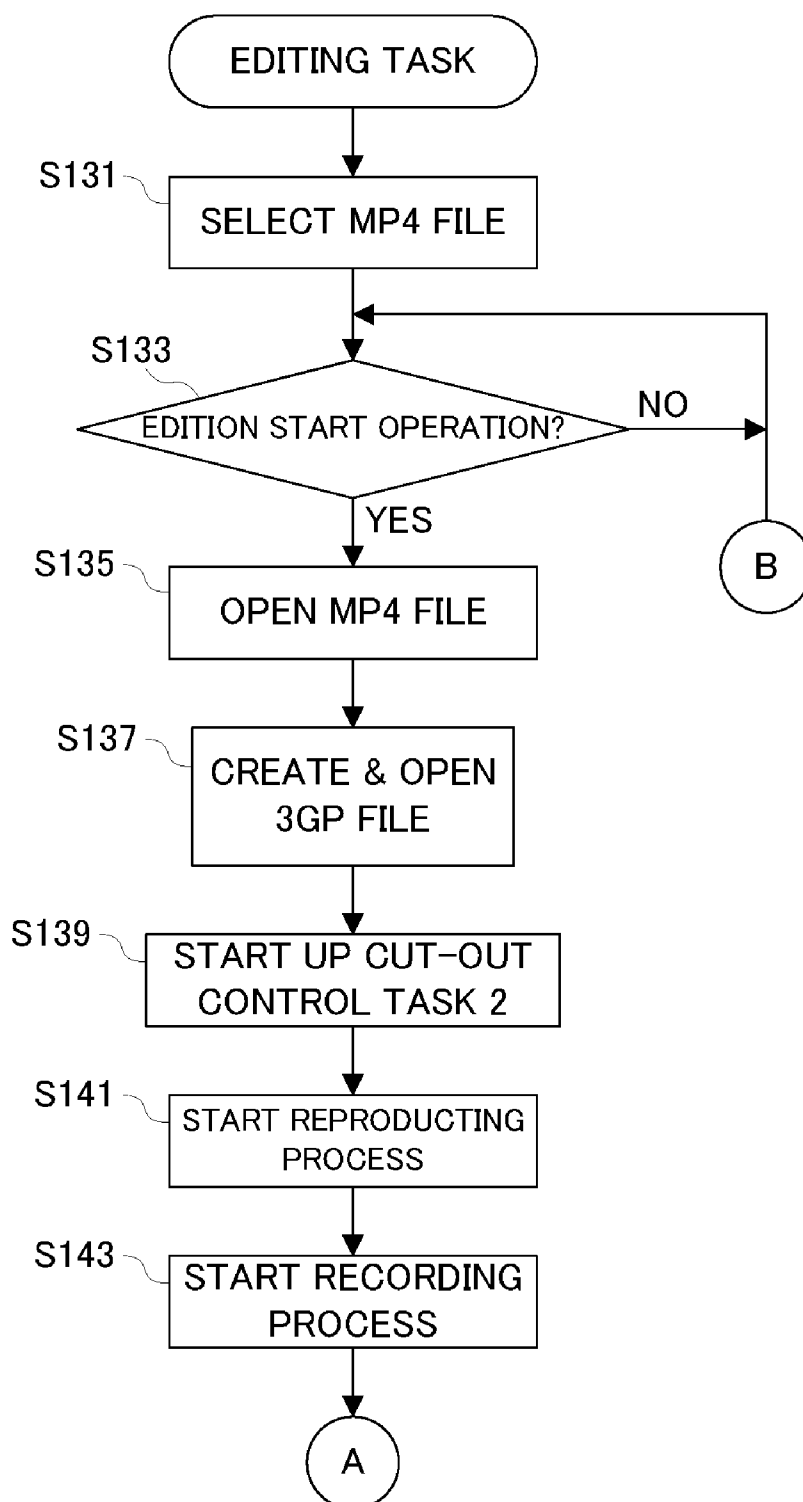 EDITING TASK
S131
SELECT MP4 FILE
S133
EDITION START OPERATION?
NO
YES
B
S135
OPEN MP4 FILE
S137
CREATE & OPEN
3GP FILE
S139
START UP CUT-OUT
CONTROL TASK 2
S141
START REPRODUCTING
PROCESS
S143
START RECORDING
PROCESS
A